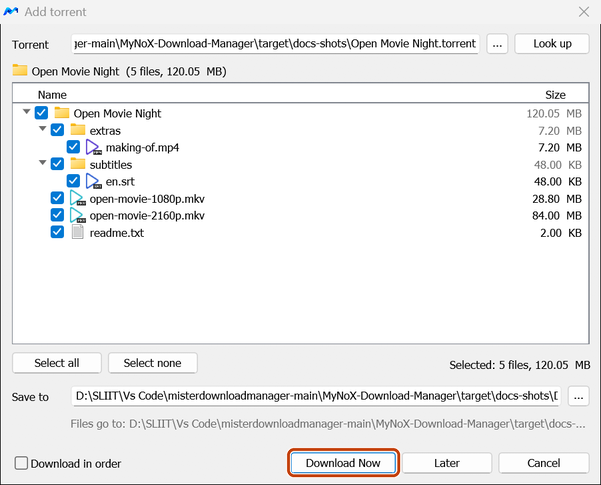 Add torrent
Torrent ger-main\MyNoX-Download-Manager\target\docs-shots\Open Movie Night.torrent ... Look up
Open Movie Night (5 files, 120.05 MB)
Name Size
Open Movie Night 120.05 MB
extras 7.20 MB
making-of.mp4 7.20 MB
subtitles 48.00 KB
en.srt 48.00 KB
open-movie-1080p.mkv 28.80 MB
open-movie-2160p.mkv 84.00 MB
readme.txt 2.00 KB
Select all Select none Selected: 5 files, 120.05 MB
Save to D:\SLIIT\Vs Code\misterdownloadmanager-main\MyNoX-Download-Manager\target\docs-shots\ ...
Files go to: D:\SLIIT\Vs Code\misterdownloadmanager-main\MyNoX-Download-Manager\target\docs-...
Download in order Download Now Later Cancel